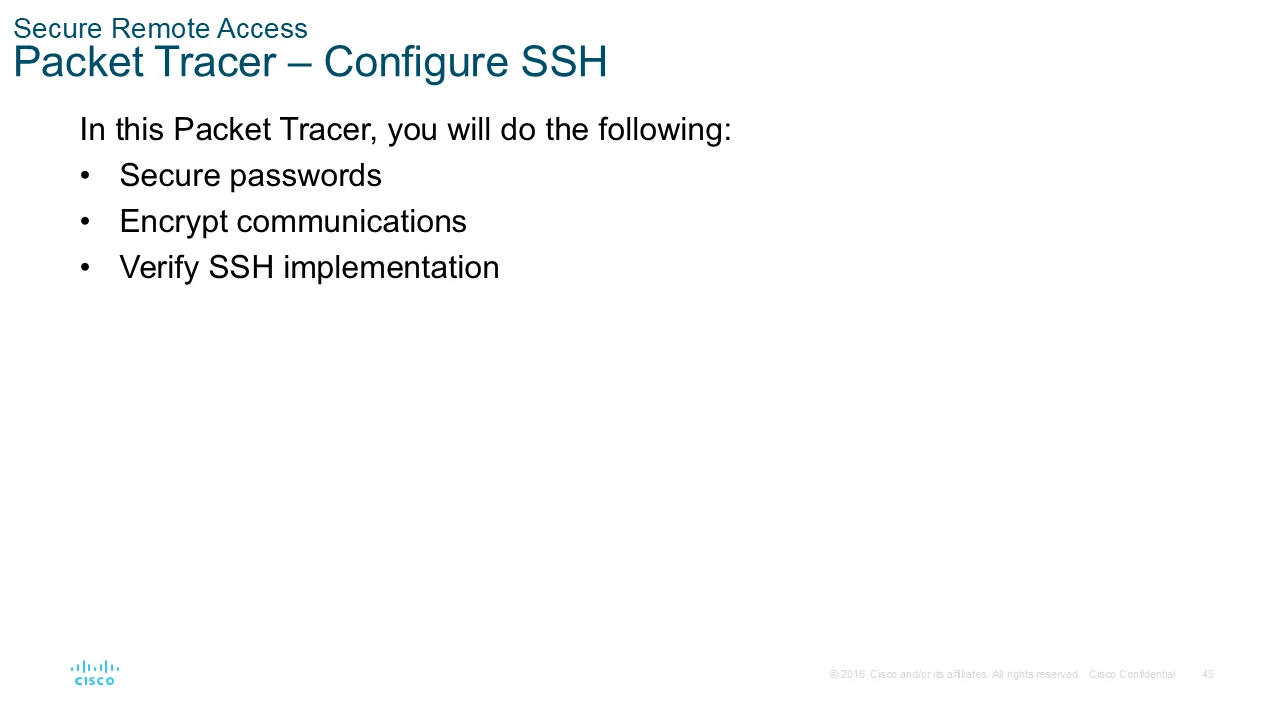 Secure Remote Access
Packet Tracer – Configure SSH
In this Packet Tracer, you will do the following:
• Secure passwords
• Encrypt communications
• Verify SSH implementation
CISCO
© 2016 Cisco and/or its affiliates. All rights reserved. Cisco Confidential 45